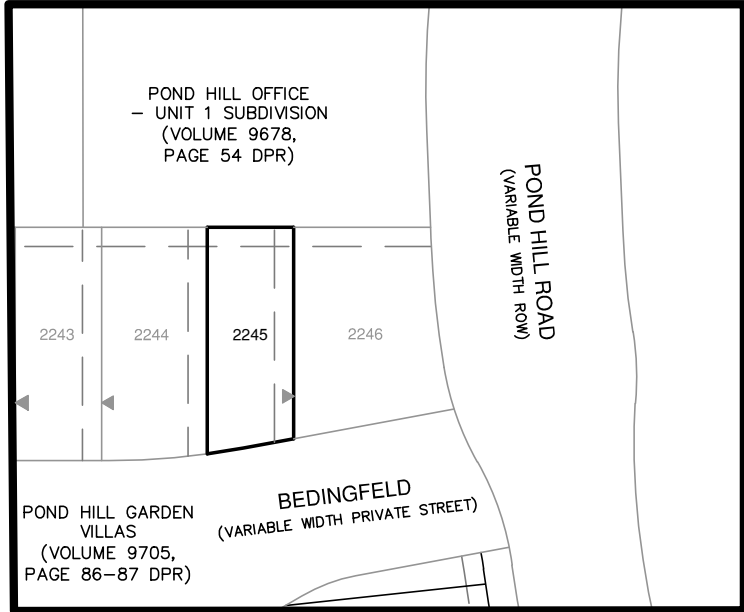 POND HILL OFFICE
– UNIT 1 SUBDIVISION
(VOLUME 9678,
PAGE 54 DPR)
POND HILL ROAD
(VARIABLE WIDTH ROW)
2243
2244
2245
2246
BEDINGFELD
(VARIABLE WIDTH PRIVATE STREET)
POND HILL GARDEN
VILLAS
(VOLUME 9705,
PAGE 86–87 DPR)